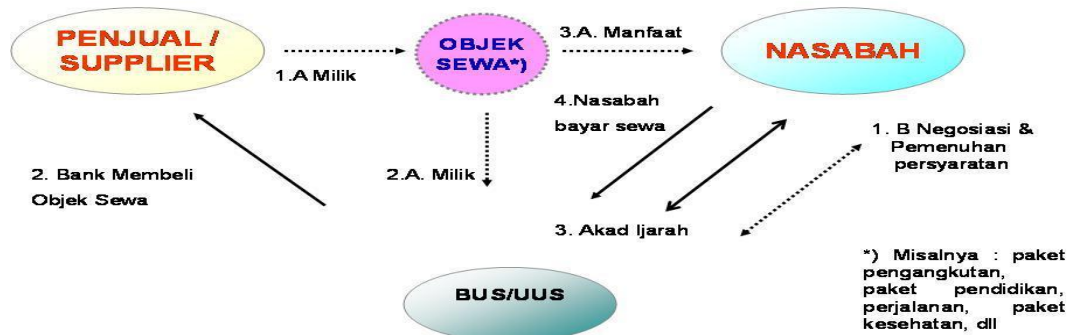 PENJUAL /
SUPPLIER
1.A Milik
OBJEK
SEWA*)
3.A. Manfaat
NASABAH
4.Nasabah
bayar sewa
1. B Negosiasi &
Pemenuhan
persyaratan
2. Bank Membeli
Objek Sewa
2.A. Milik
3. Akad Ijarah
BUS/UUS
*) Misalnya : paket
pengangkutan,
paket pendidikan,
perjalanan, paket
kesehatan, dll